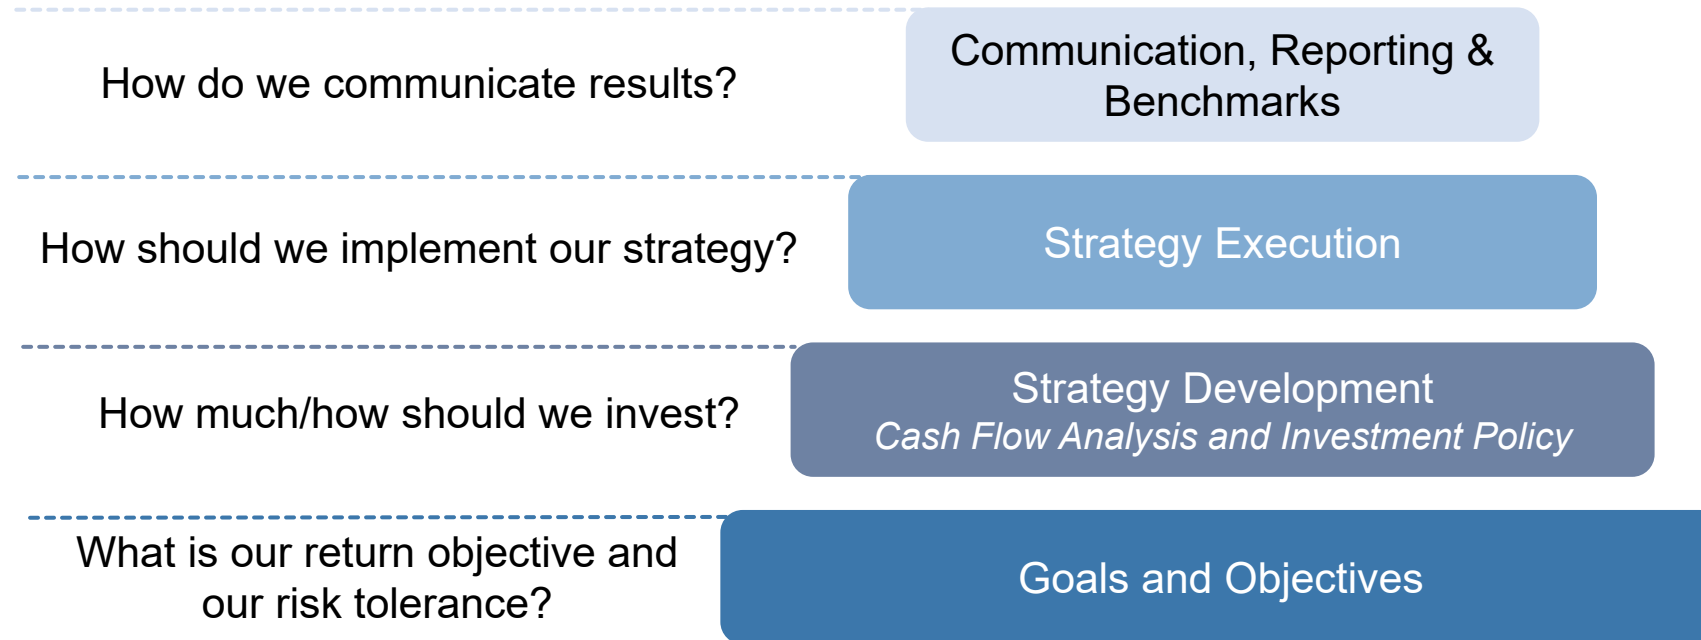 How do we communicate results?
Communication, Reporting &
Benchmarks
How should we implement our strategy?
Strategy Execution
How much/how should we invest?
Strategy Development
Cash Flow Analysis and Investment Policy
What is our return objective and
our risk tolerance?
Goals and Objectives